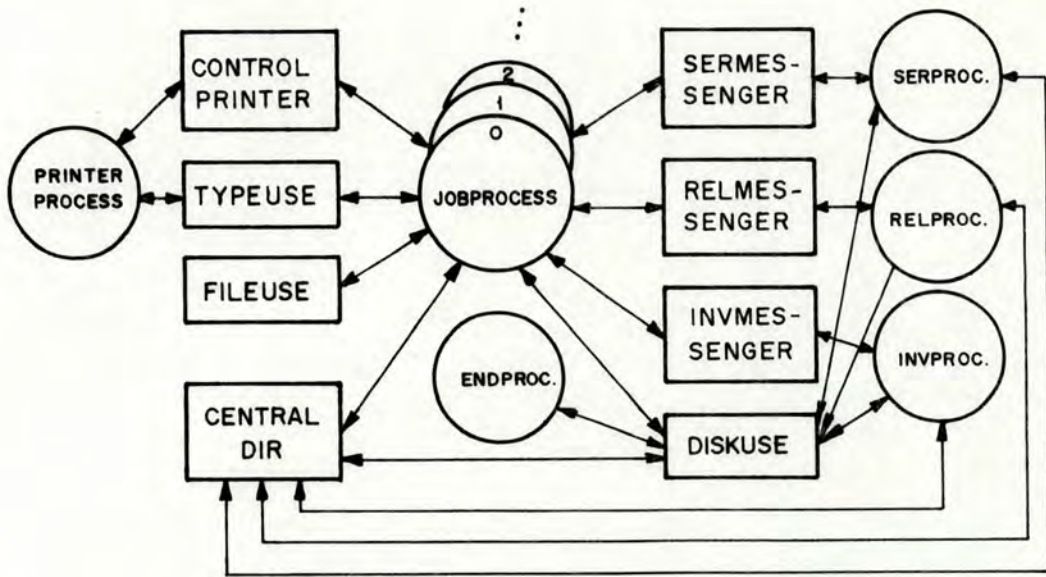 CONTROL
PRINTER
PRINTER
PROCESS
TYPEUSE
FILEUSE
CENTRAL
DIR
2
1
0
JOBPROCESS
ENDPROC.
SERMES-
SENGER
RELMES-
SENGER
INVMES-
SENGER
DISKUSE
SERPROC.
RELPROC.
INVPROC.